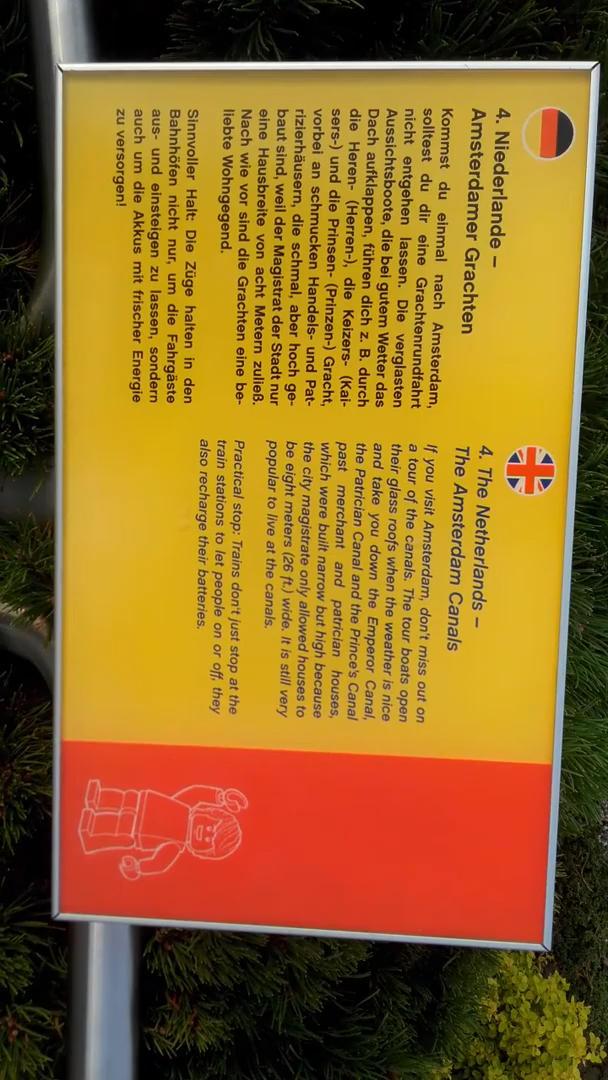 4. Niederlande –
Amsterdamer Grachten
Kommst du einmal nach Amsterdam,
solltest du dir eine Grachtenrundfahrt
nicht entgehen lassen. Die verglasten
Aussichtsboote, die bei gutem Wetter das
Dach aufklappen, führen dich z. B. durch
die Heren- (Herren-), die Keizers- (Kai-
sers-) und die Prinsen- (Prinzen-) Gracht,
vorbei an schmucken Handels- und Pat-
rizierhäusern, die schmal, aber hoch ge-
baut sind, weil der Magistrat der Stadt nur
eine Hausbreite von acht Metern zuließ.
Nach wie vor sind die Grachten eine be-
liebte Wohngegend.
Sinnvoller Halt: Die Züge halten in den
Bahnhöfen nicht nur, um die Fahrgäste
aus- und einsteigen zu lassen, sondern
auch um die Akkus mit frischer Energie
zu versorgen!
4. The Netherlands –
The Amsterdam Canals
If you visit Amsterdam, don't miss out on
a tour of the canals. The tour boats open
their glass roofs when the weather is nice
and take you down the Emperor Canal,
the Patrician Canal and the Prince's Canal
past merchant and patrician houses,
which were built narrow but high because
the city magistrate only allowed houses to
be eight meters (26 ft.) wide. It is still very
popular to live at the canals.
Practical stop: Trains don't just stop at the
train stations to let people on or off, they
also recharge their batteries.